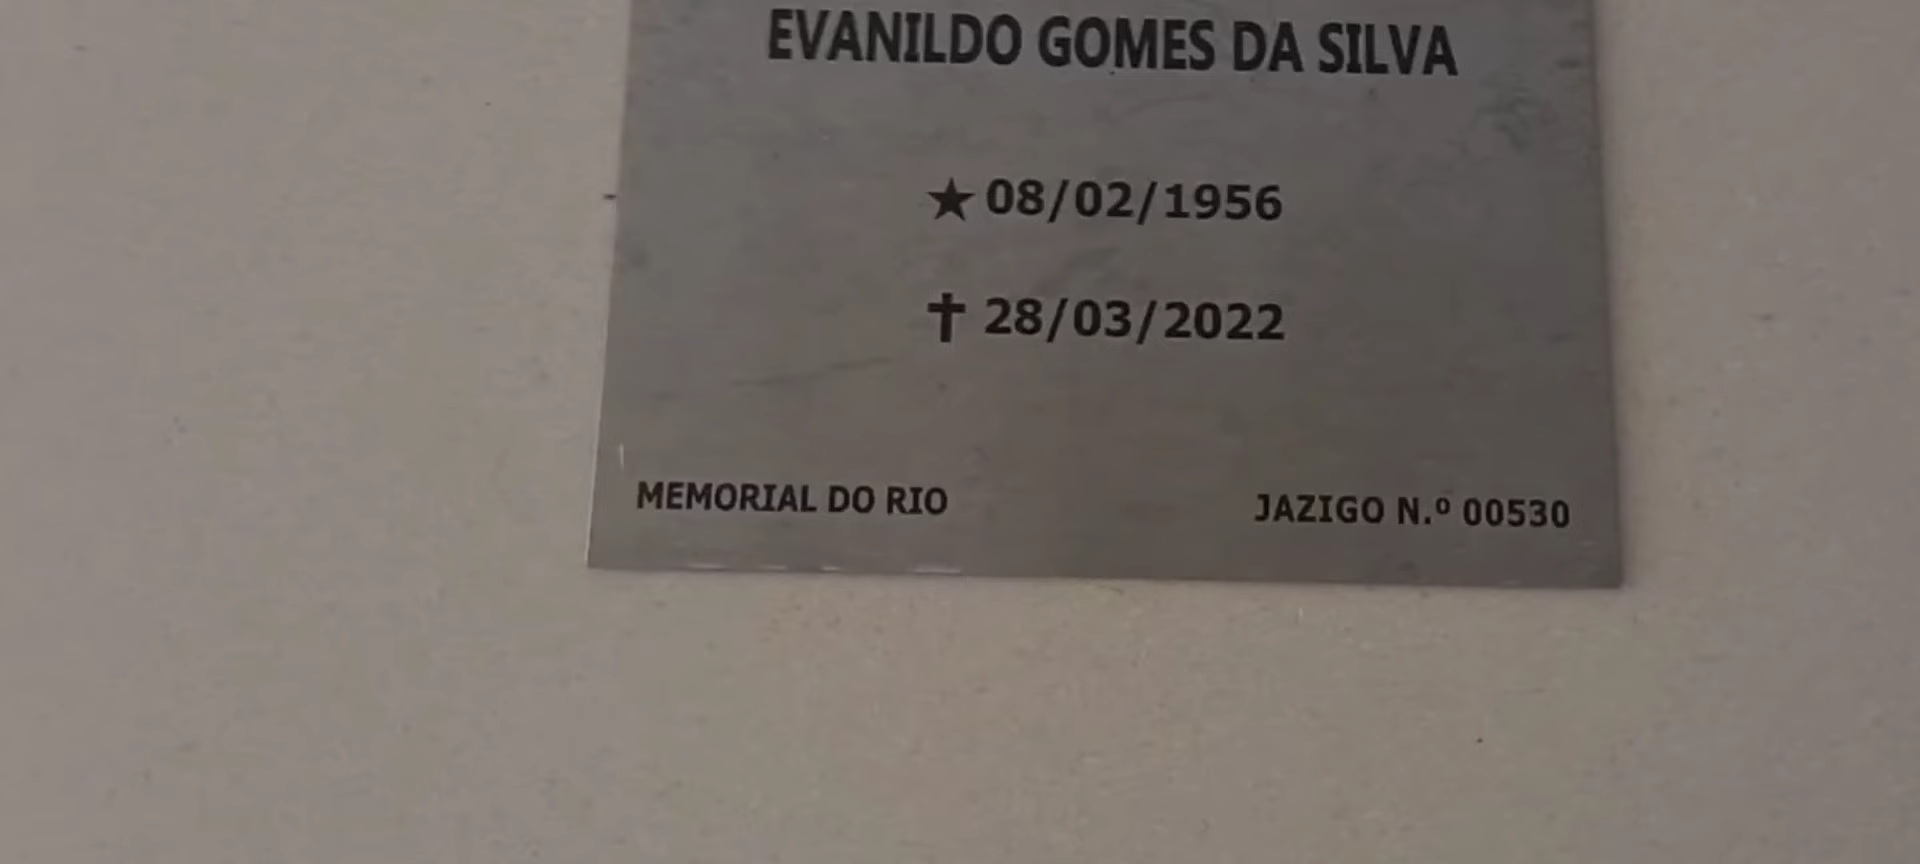 EVANILDO GOMES DA SILVA
★ 08/02/1956
✝ 28/03/2022
MEMORIAL DO RIO
JAZIGO N.º 00530